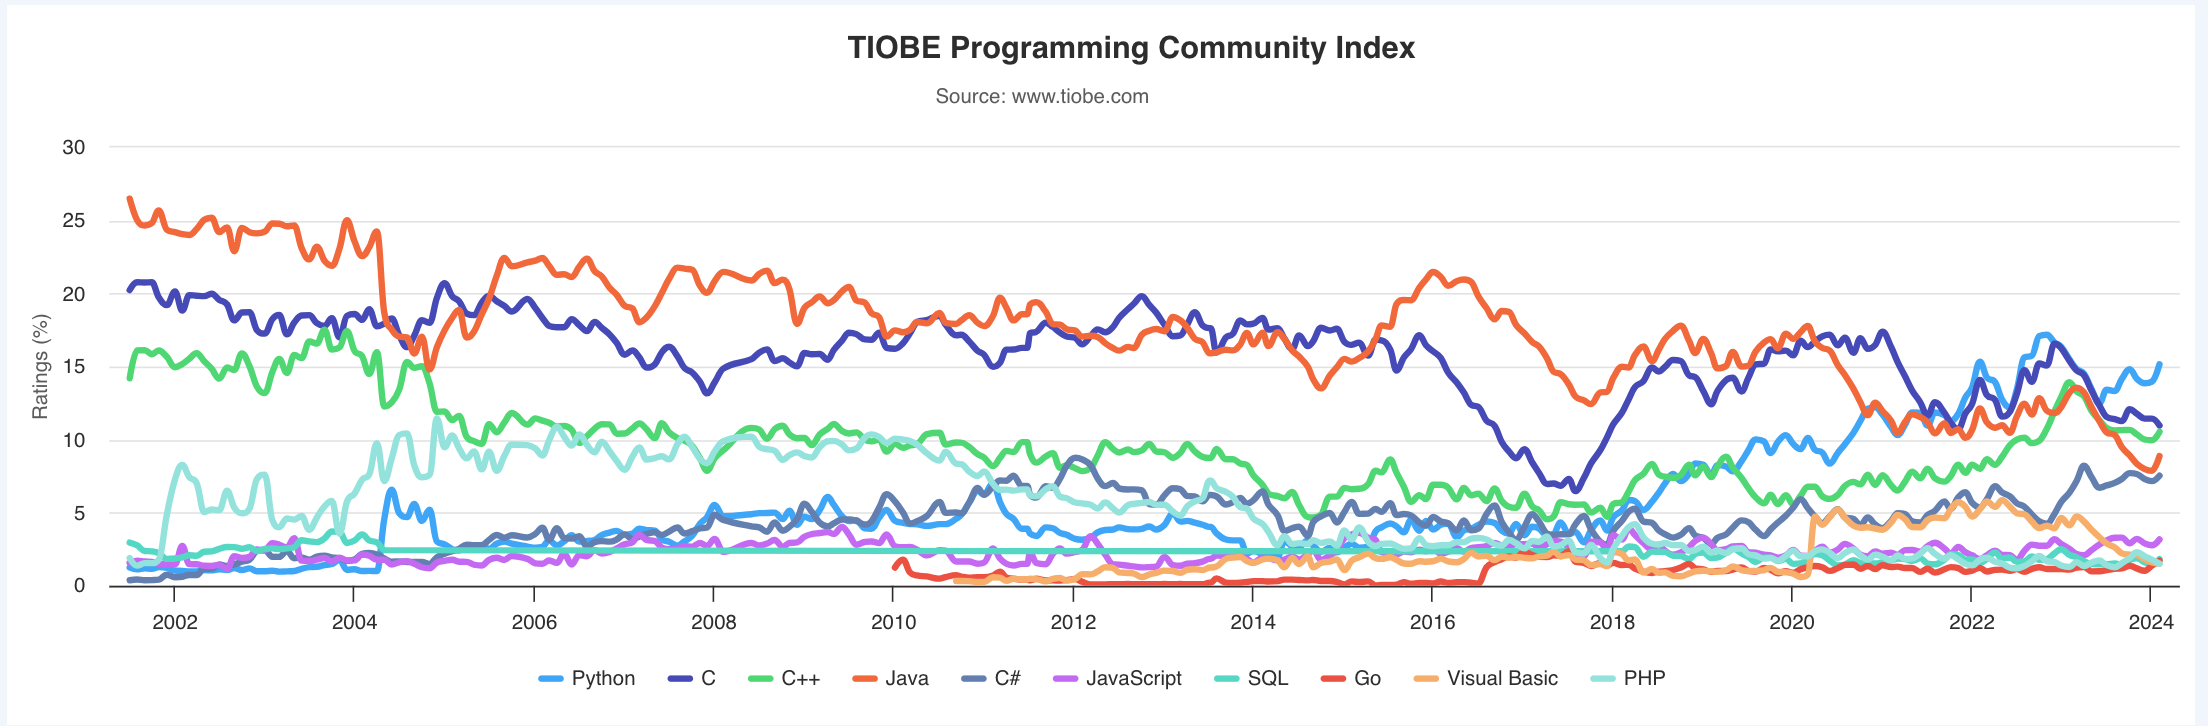 TIOBE Programming Community Index
Source: www.tiobe.com
Ratings (%)
30
25
20
15
10
5
0
2002 2004 2006 2008 2010 2012 2014 2016 2018 2020 2022 2024
Python C C++ Java C# JavaScript SQL Go Visual Basic PHP